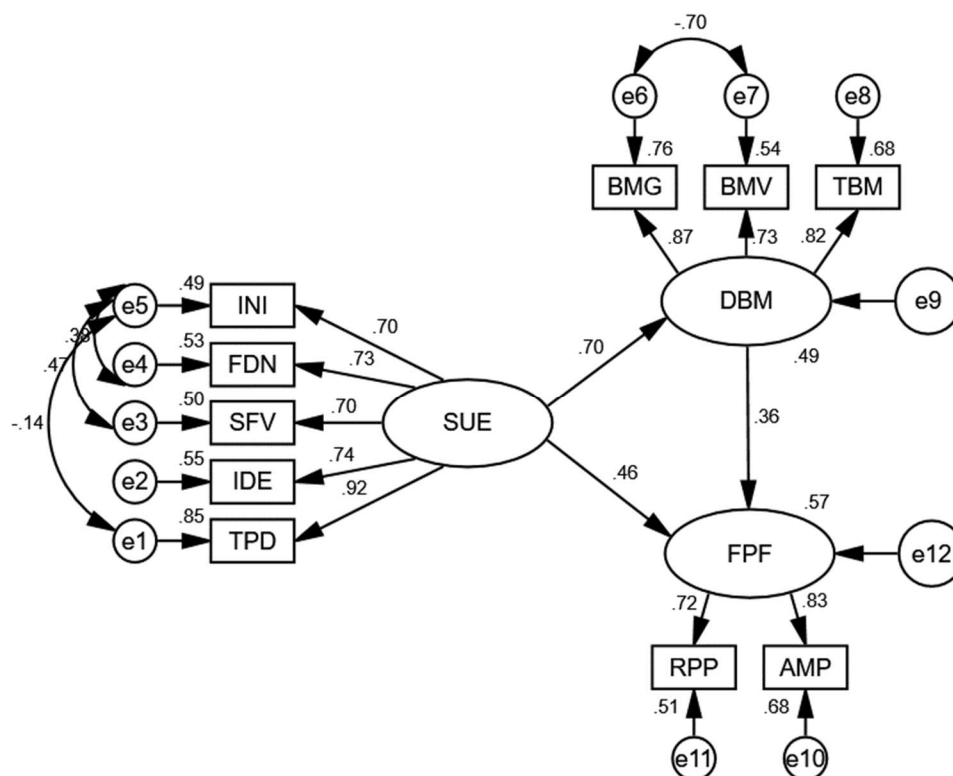 -.70
e6
e7
e8
.76
.54
.68
BMG
BMV
TBM
.87
.73
.82
DBM
e9
.49
e5
.49
INI
.70
.38
.47
e4
.53
FDN
.73
.70
-.14
e3
.50
SFV
.70
SUE
.36
e2
.55
IDE
.74
.46
e1
.85
TPD
.92
.57
FPF
e12
.72
.83
RPP
AMP
.51
.68
e11
e10